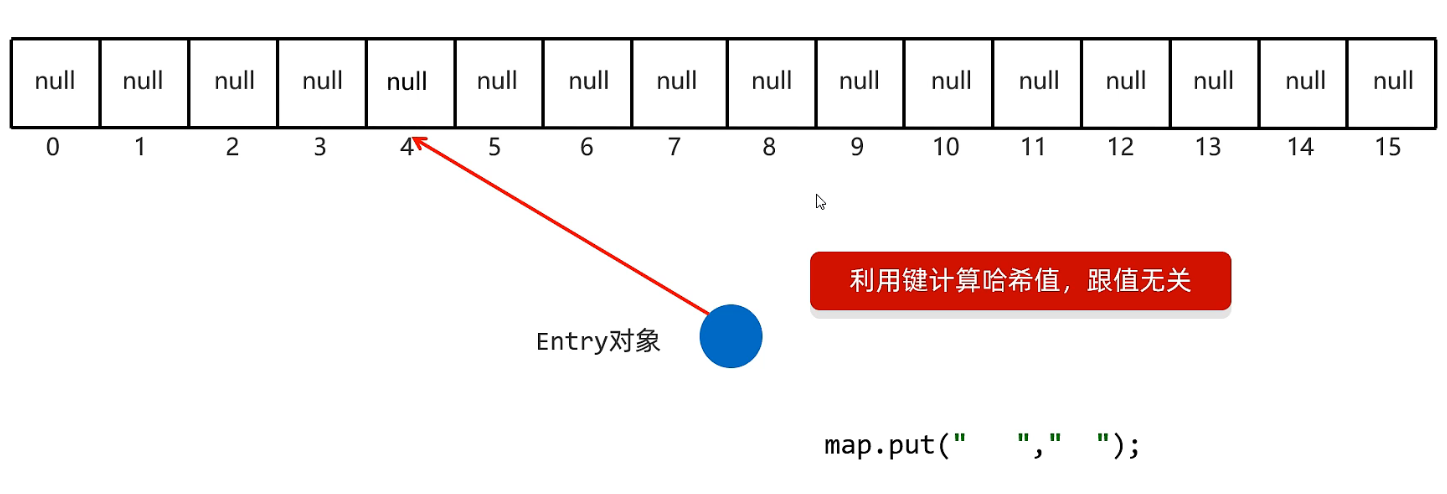 null null null null null null null null null null null null null null null null
0 1 2 3 4 5 6 7 8 9 10 11 12 13 14 15
利用键计算哈希值，跟值无关
Entry对象
map.put("   ","  ");